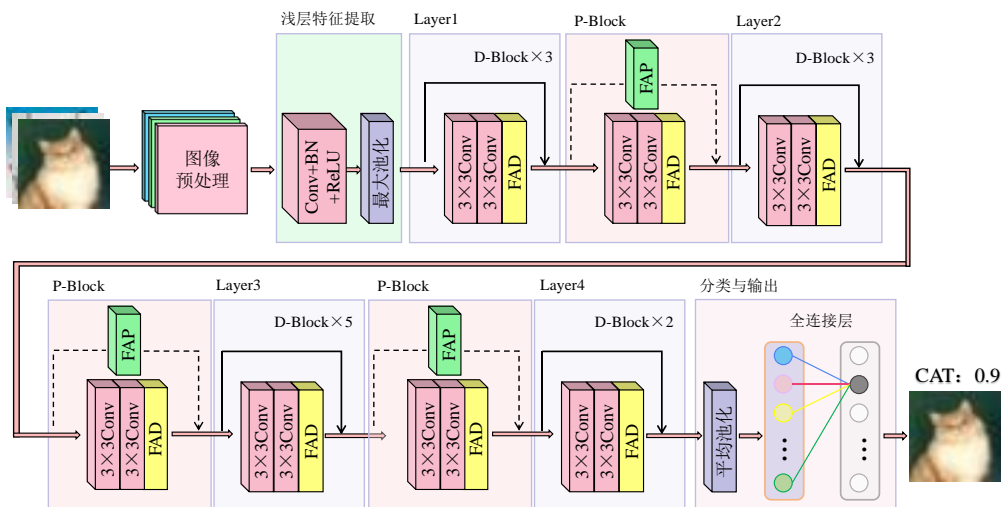 浅层特征提取
Layer1
P-Block
Layer2
D-Block×3
D-Block×3
FAP
图像
预处理
Conv+BN
+ReLU
最大池化
3×3Conv
3×3Conv
FAD
3×3Conv
3×3Conv
FAD
3×3Conv
3×3Conv
FAD
P-Block
Layer3
P-Block
Layer4
分类与输出
D-Block×5
D-Block×2
全连接层
FAP
FAP
CAT：0.9
3×3Conv
3×3Conv
FAD
3×3Conv
3×3Conv
FAD
3×3Conv
3×3Conv
FAD
3×3Conv
3×3Conv
FAD
平均池化